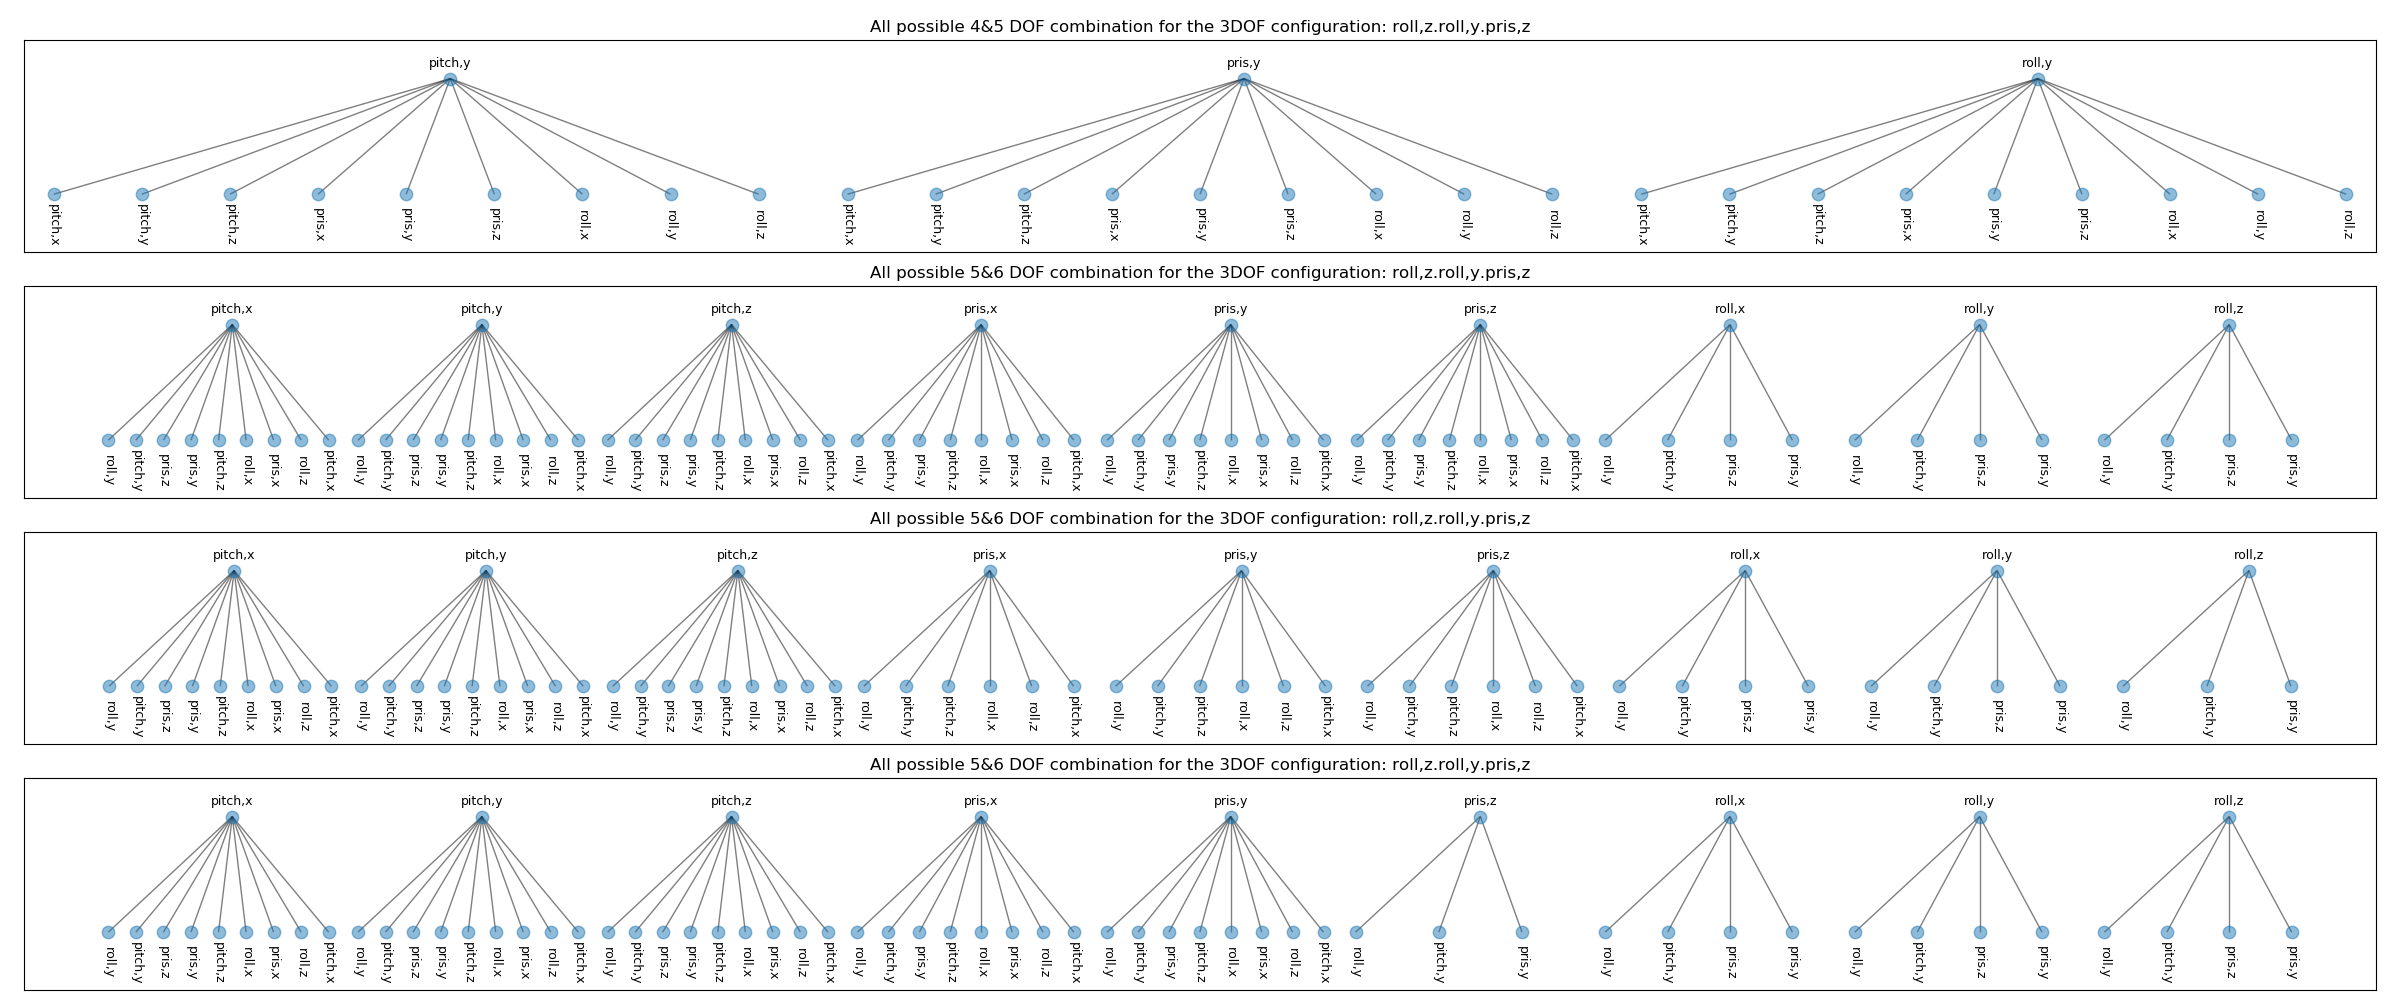 All possible 4&5 DOF combination for the 3DOF configuration: roll,z.roll,y.pris,z
pitch,y pris,y roll,y
pitch,x pitch,y pitch,z pris,x pris,y pris,z roll,x roll,y roll,z pitch,x pitch,y pitch,z pris,x pris,y pris,z roll,x roll,y roll,z pitch,x pitch,y pitch,z pris,x pris,y pris,z roll,x roll,y roll,z
All possible 5&6 DOF combination for the 3DOF configuration: roll,z.roll,y.pris,z
pitch,x pitch,y pitch,z pris,x pris,y pris,z roll,x roll,y roll,z
roll,y pitch,y pris,z pris,y pitch,z roll,x pris,x roll,z pitch,x roll,y pitch,y pris,z pris,y pitch,z roll,x pris,x roll,z pitch,x roll,y pitch,y pris,z pris,y pitch,z roll,x pris,x roll,z pitch,x roll,y pitch,y pris,y pitch,z roll,x pris,x roll,z pitch,x roll,y pitch,y pris,y pitch,z roll,x pris,x roll,z pitch,x roll,y pitch,y pris,y pitch,z roll,x pris,x roll,z pitch,x roll,y pitch,y pris,z pris,y roll,y pitch,y pris,z pris,y roll,y pitch,y pris,z pris,y
All possible 5&6 DOF combination for the 3DOF configuration: roll,z.roll,y.pris,z
pitch,x pitch,y pitch,z pris,x pris,y pris,z roll,x roll,y roll,z
roll,y pitch,y pris,z pris,y pitch,z roll,x pris,x roll,z pitch,x roll,y pitch,y pris,z pris,y pitch,z roll,x pris,x roll,z pitch,x roll,y pitch,y pris,z pris,y pitch,z roll,x pris,x roll,z pitch,x roll,y pitch,y pitch,z roll,x roll,z pitch,x roll,y pitch,y pitch,z roll,x roll,z pitch,x roll,y pitch,y pitch,z roll,x roll,z pitch,x roll,y pitch,y pris,z pris,y roll,y pitch,y pris,z pris,y roll,y pitch,y pris,y
All possible 5&6 DOF combination for the 3DOF configuration: roll,z.roll,y.pris,z
pitch,x pitch,y pitch,z pris,x pris,y pris,z roll,x roll,y roll,z
roll,y pitch,y pris,z pris,y pitch,z roll,x pris,x roll,z pitch,x roll,y pitch,y pris,z pris,y pitch,z roll,x pris,x roll,z pitch,x roll,y pitch,y pris,z pris,y pitch,z roll,x pris,x roll,z pitch,x roll,y pitch,y pris,y pitch,z roll,x pris,x roll,z pitch,x roll,y pitch,y pris,y pitch,z roll,x pris,x roll,z pitch,x roll,y pitch,y pris,y roll,y pitch,y pris,z pris,y roll,y pitch,y pris,z pris,y roll,y pitch,y pris,z pris,y